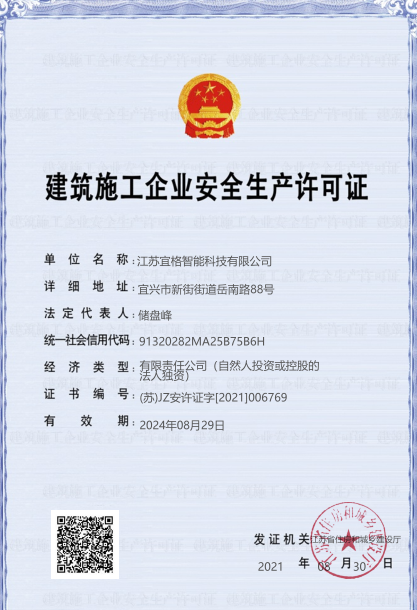 建筑施工企业安全生产许可证
单位名称:江苏宜格智能科技有限公司
详细地址:宜兴市新街街道岳南路88号
法定代表人:储盘峰
统一社会信用代码:91320282MA25B75B6H
经济类型:有限责任公司（自然人投资或控股的
法人独资）
证书编号:(苏)JZ安许证字[2021]006769
有效期:2024年08月29日
发证机关:江苏省住房和城乡建设厅
2021 年 08 月 30 日